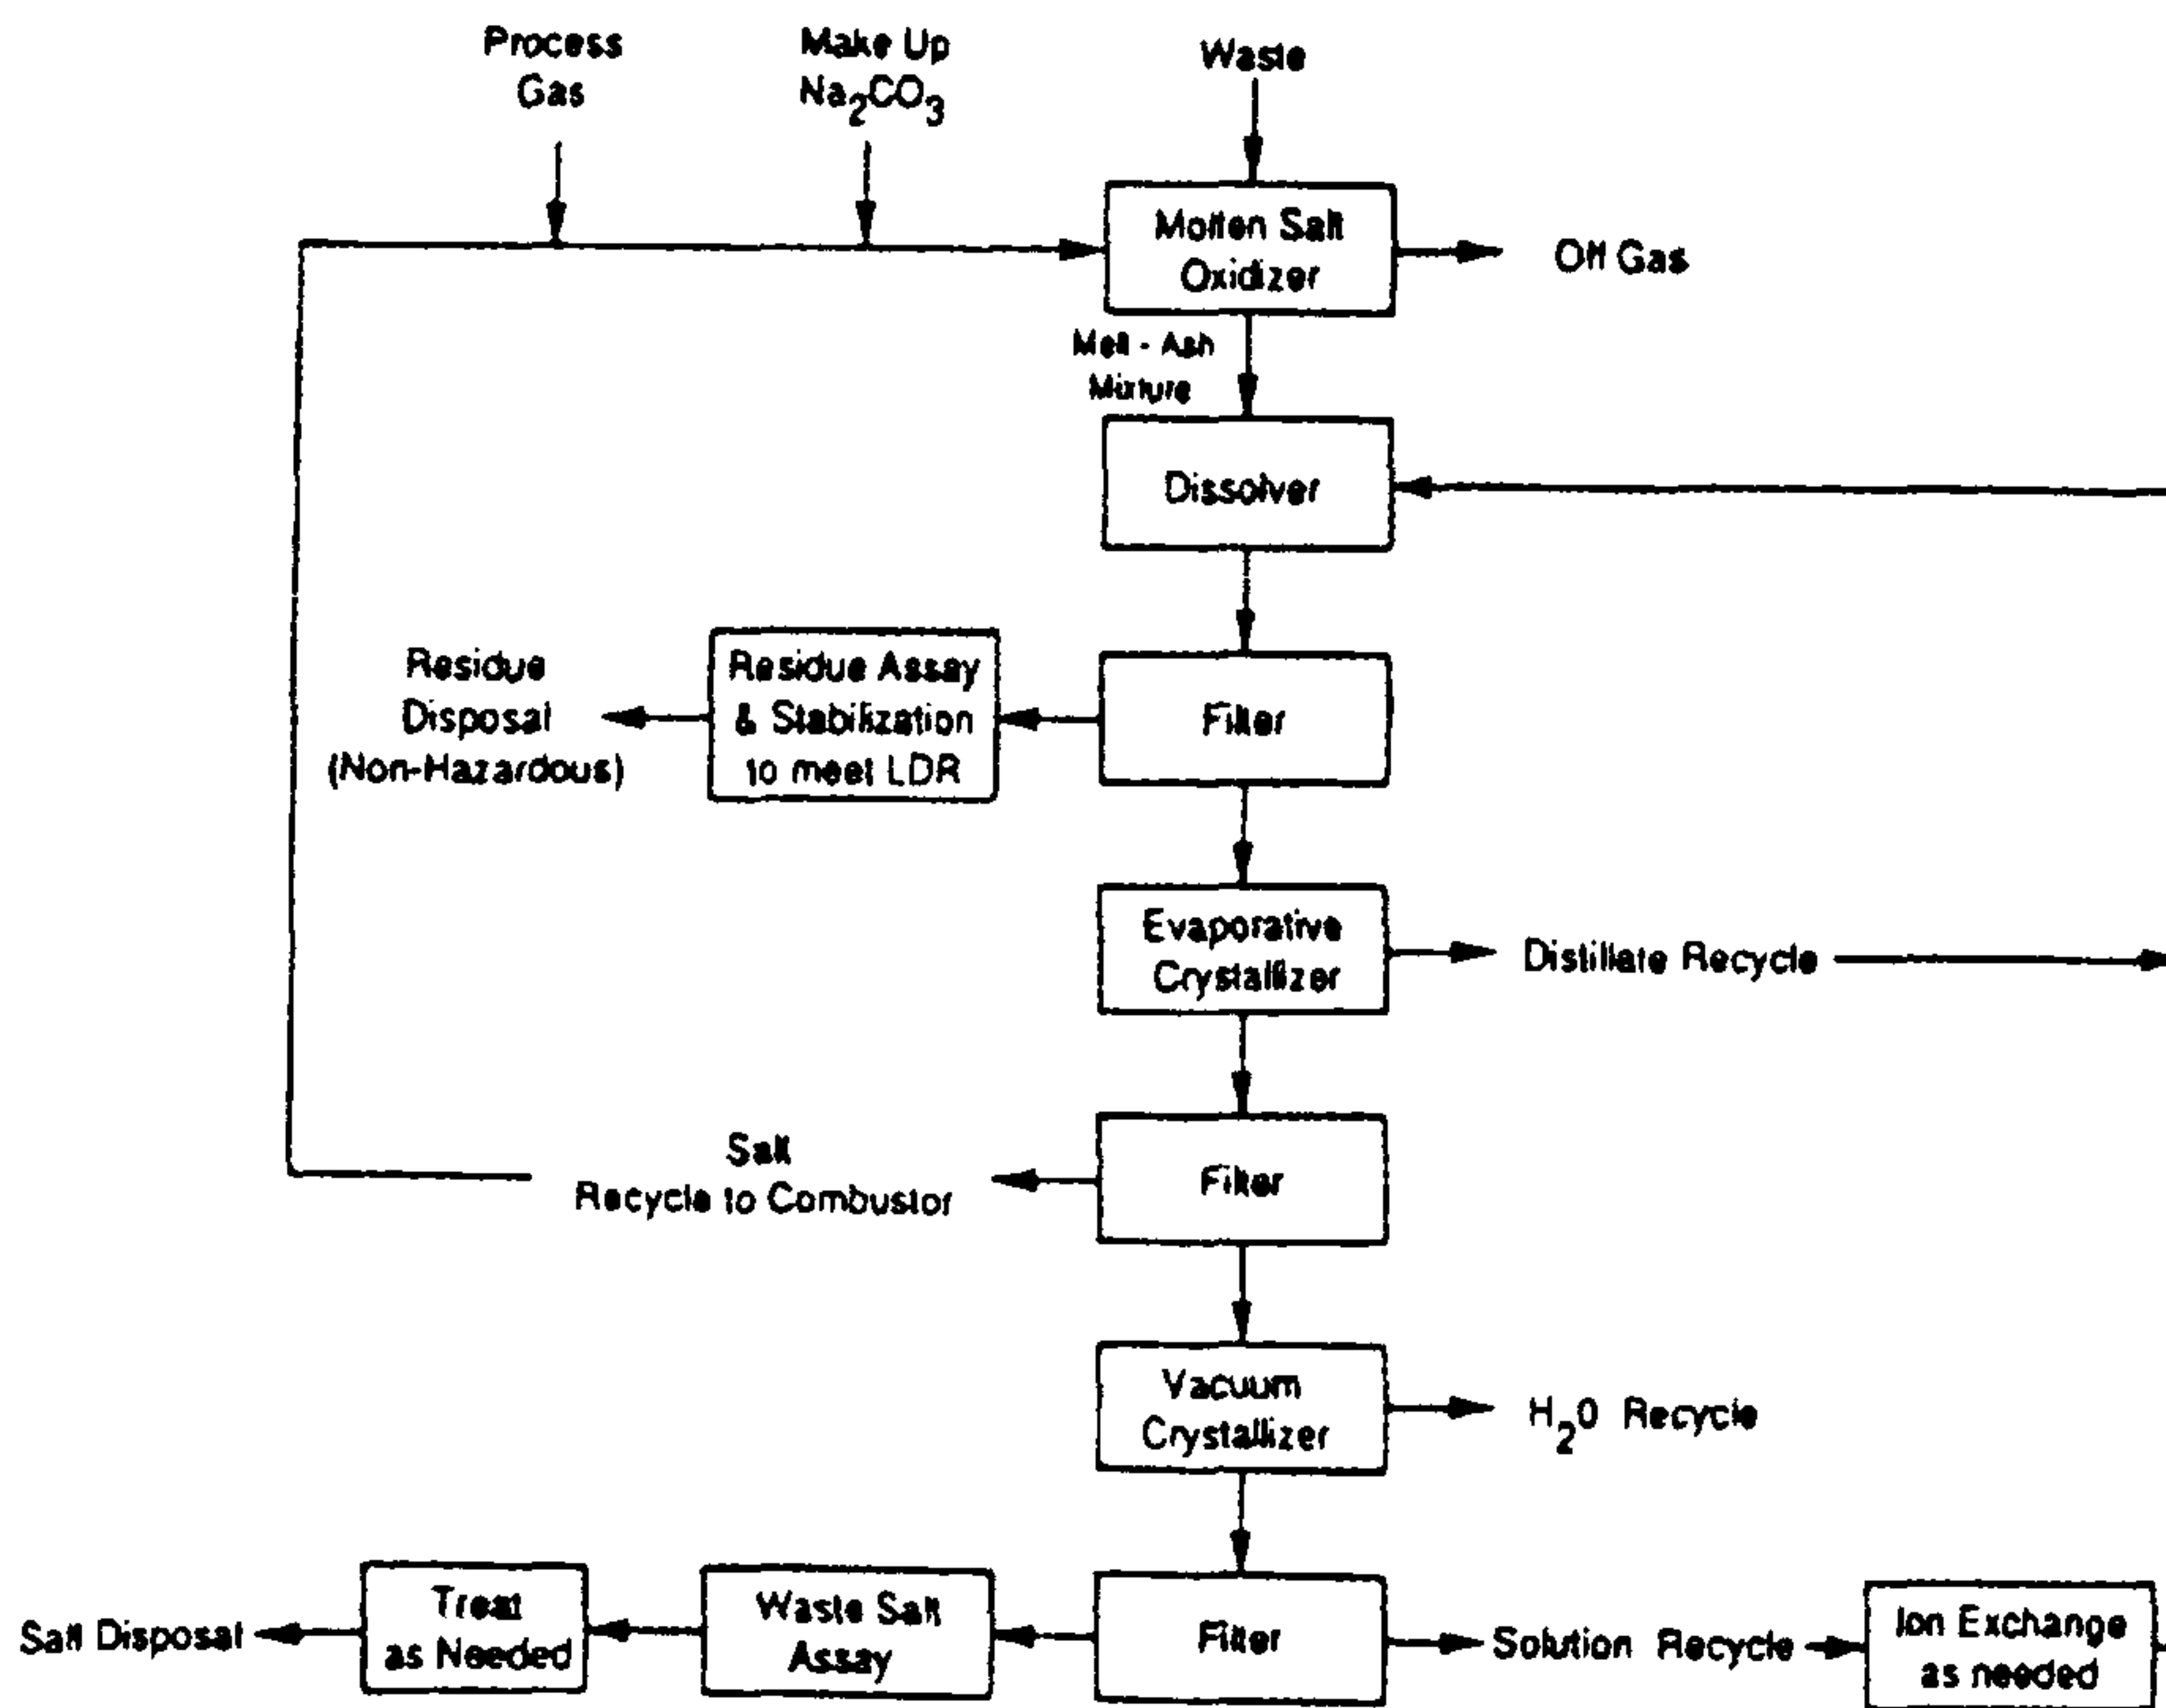 Process
Gas
Make Up
Na2CO3
Waste
Molten Salt
Oxidizer
Off Gas
Melt - Ash
Mixture
Dissolver
Residue
Disposal
(Non-Hazardous)
Residue Assay
& Stabilization
to meet LDR
Filter
Evaporative
Crystallizer
Distillate Recycle
Salt
Recycle to Combustor
Filter
Vacuum
Crystallizer
H20 Recycle
Salt Disposal
Treat
as Needed
Waste Salt
Assay
Filter
Solution Recycle
Ion Exchange
as needed